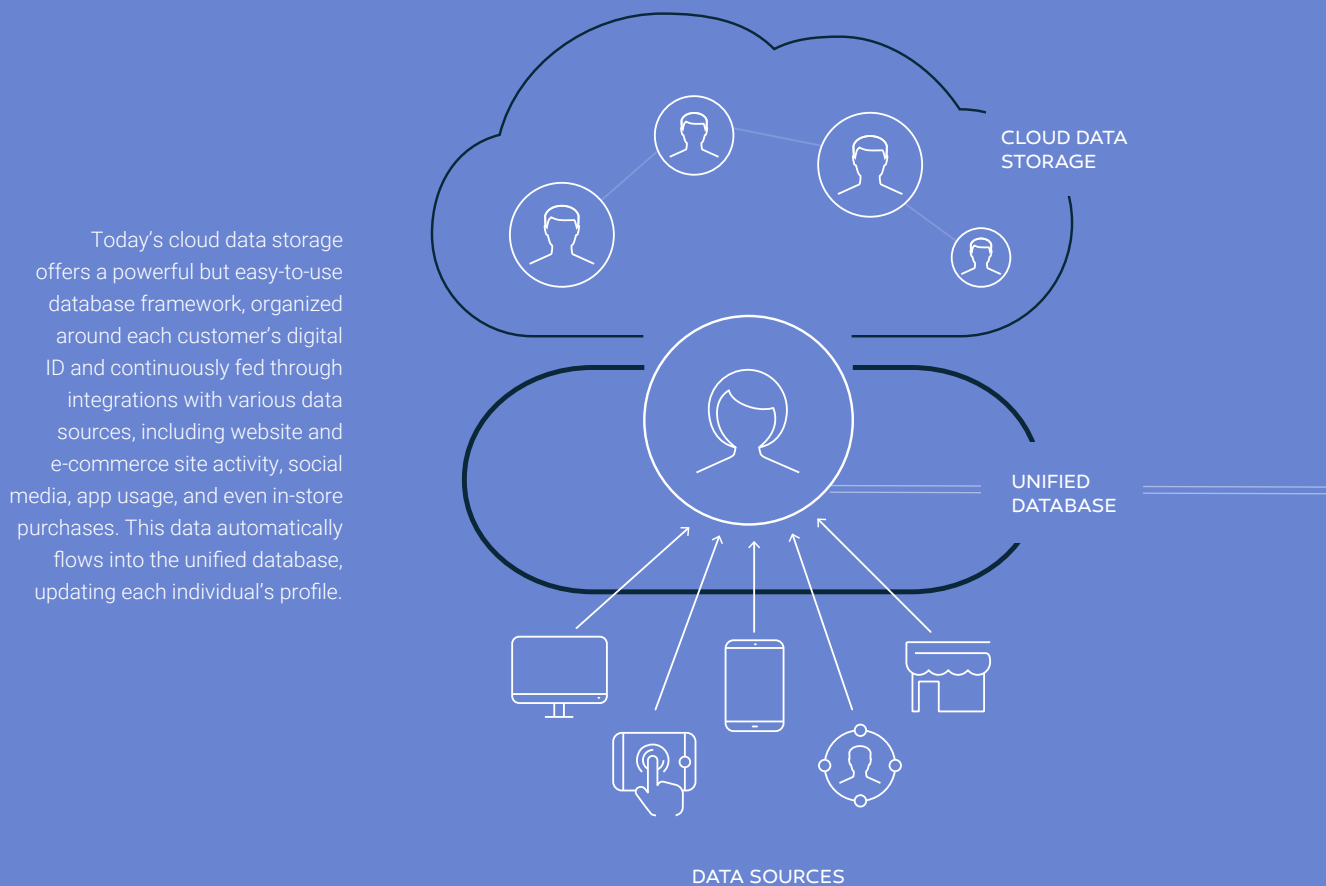 CLOUD DATA
STORAGE
Today’s cloud data storage
offers a powerful but easy-to-use
database framework, organized
around each customer’s digital
ID and continuously fed through
integrations with various data
sources, including website and
e-commerce site activity, social
media, app usage, and even in-store
purchases. This data automatically
flows into the unified database,
updating each individual’s profile.
UNIFIED
DATABASE
DATA SOURCES